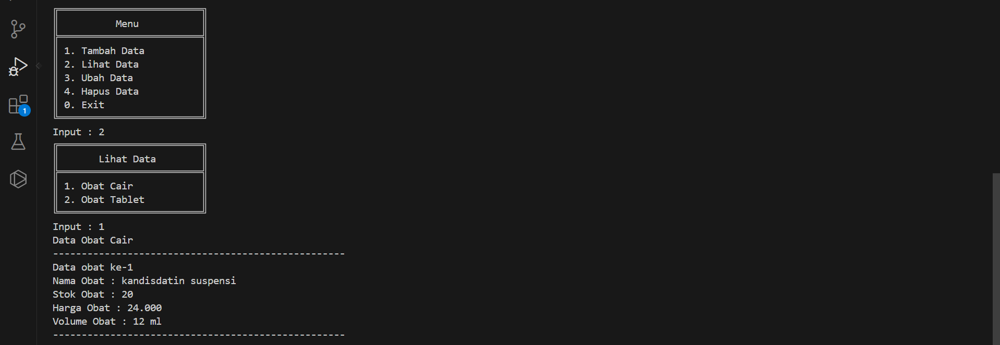 Menu
1. Tambah Data
2. Lihat Data
3. Ubah Data
4. Hapus Data
0. Exit
Input : 2
Lihat Data
1. Obat Cair
2. Obat Tablet
Input : 1
Data Obat Cair
---------------------------------------------------
Data obat ke-1
Nama Obat : kandisdatin suspensi
Stok Obat : 20
Harga Obat : 24.000
Volume Obat : 12 ml
---------------------------------------------------
1